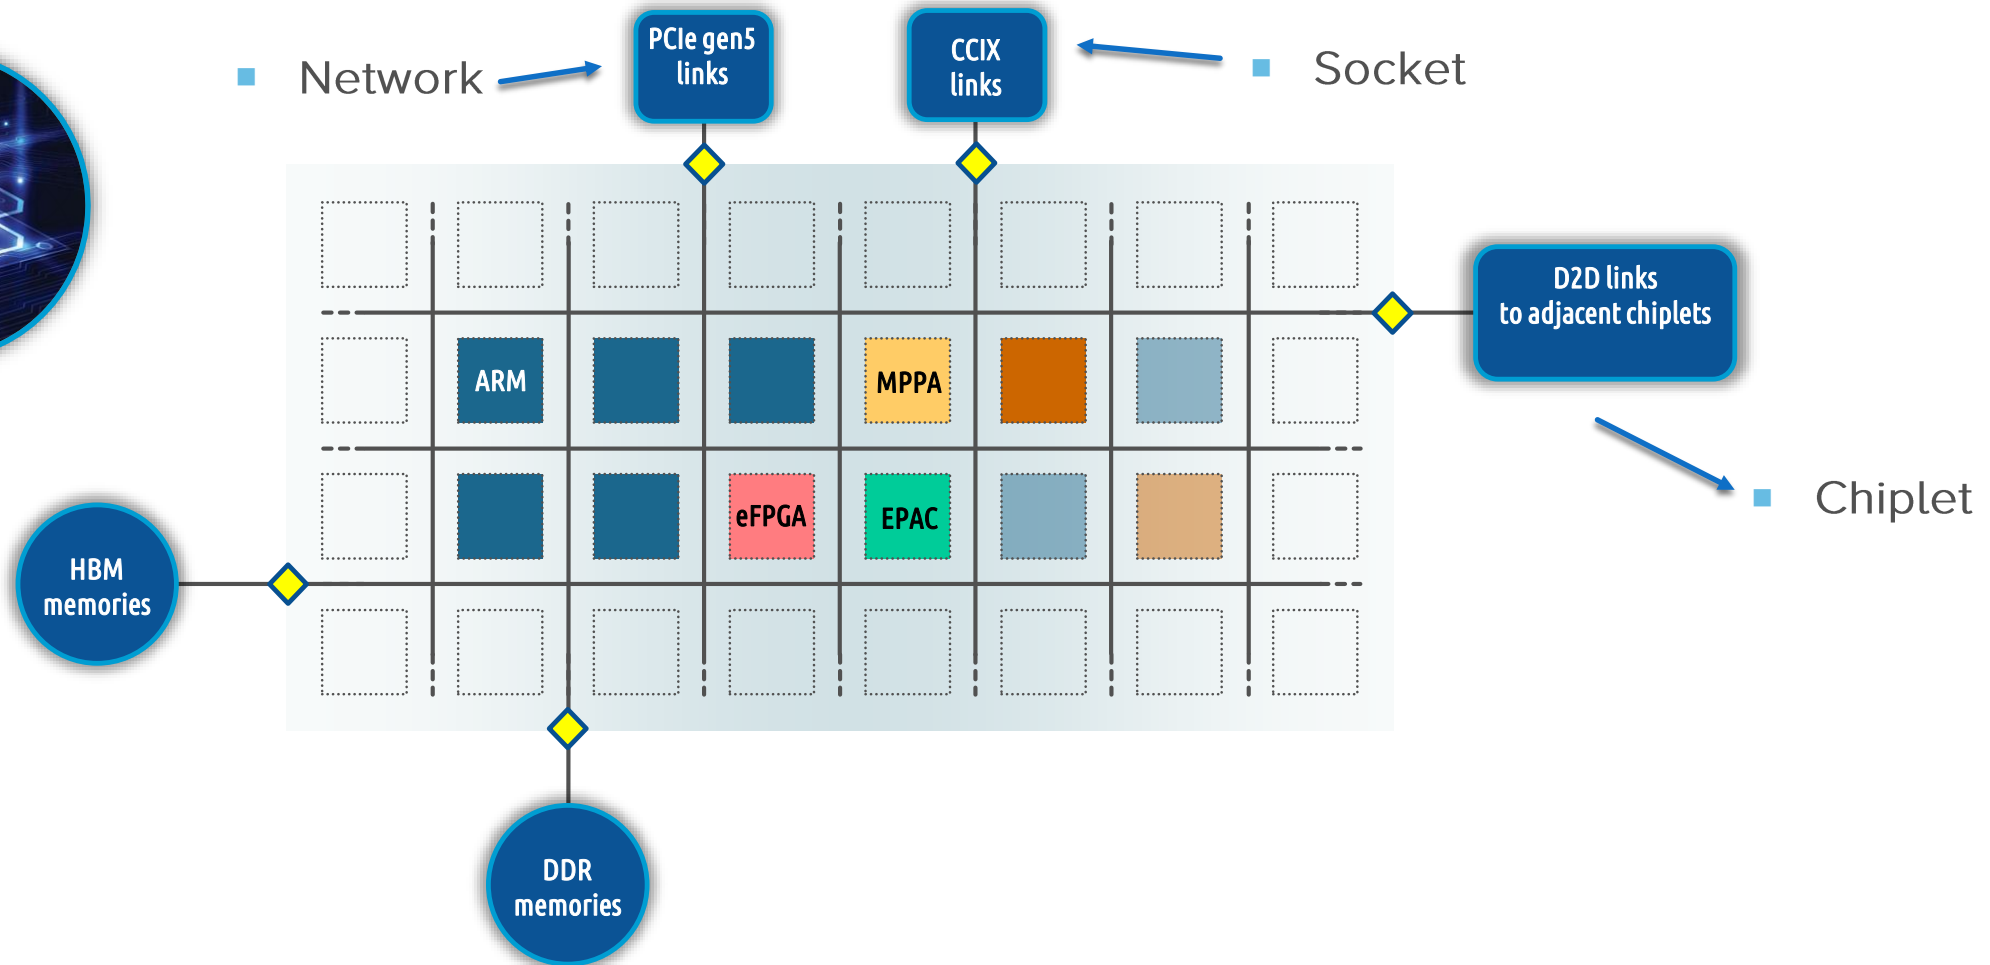 Network
PCIe gen5
links
CCIX
links
Socket
D2D links
to adjacent chiplets
ARM
MPPA
Chiplet
eFPGA
EPAC
HBM
memories
DDR
memories